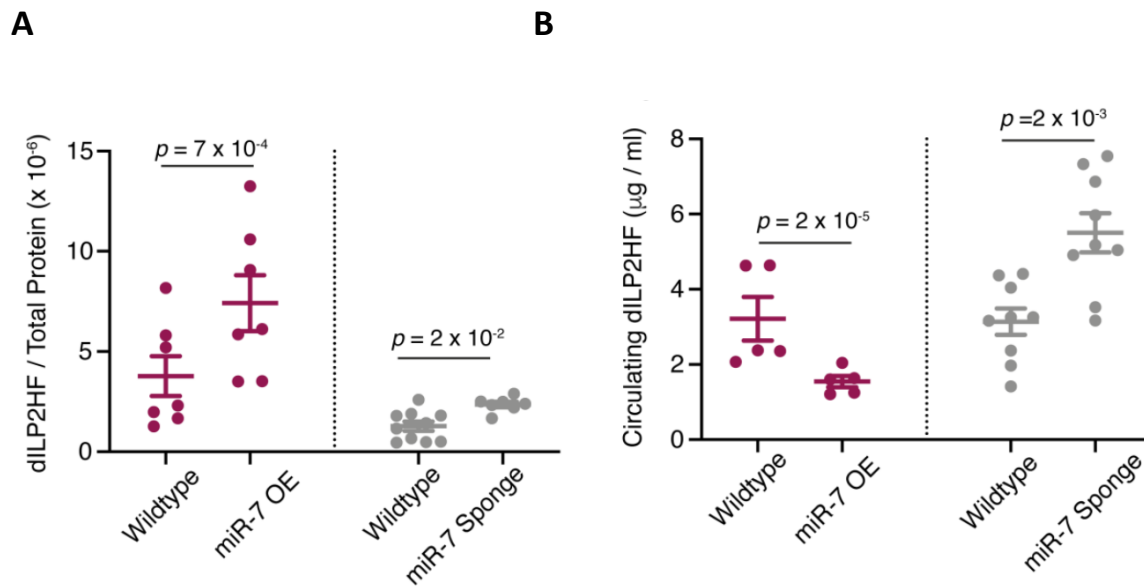 A
dILP2HF / Total Protein (x 10⁻⁶)
15
10
5
0
p = 7 x 10⁻⁴
p = 2 x 10⁻²
Wildtype
miR-7 OE
Wildtype
miR-7 Sponge
B
Circulating dILP2HF (µg / ml)
8
6
4
2
0
p = 2 x 10⁻⁵
p =2 x 10⁻³
Wildtype
miR-7 OE
Wildtype
miR-7 Sponge